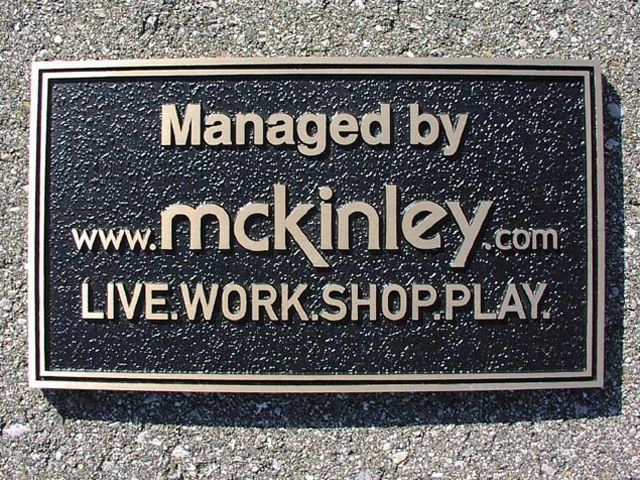 Managed by
www.mckinley.com
LIVE.WORK.SHOP.PLAY.